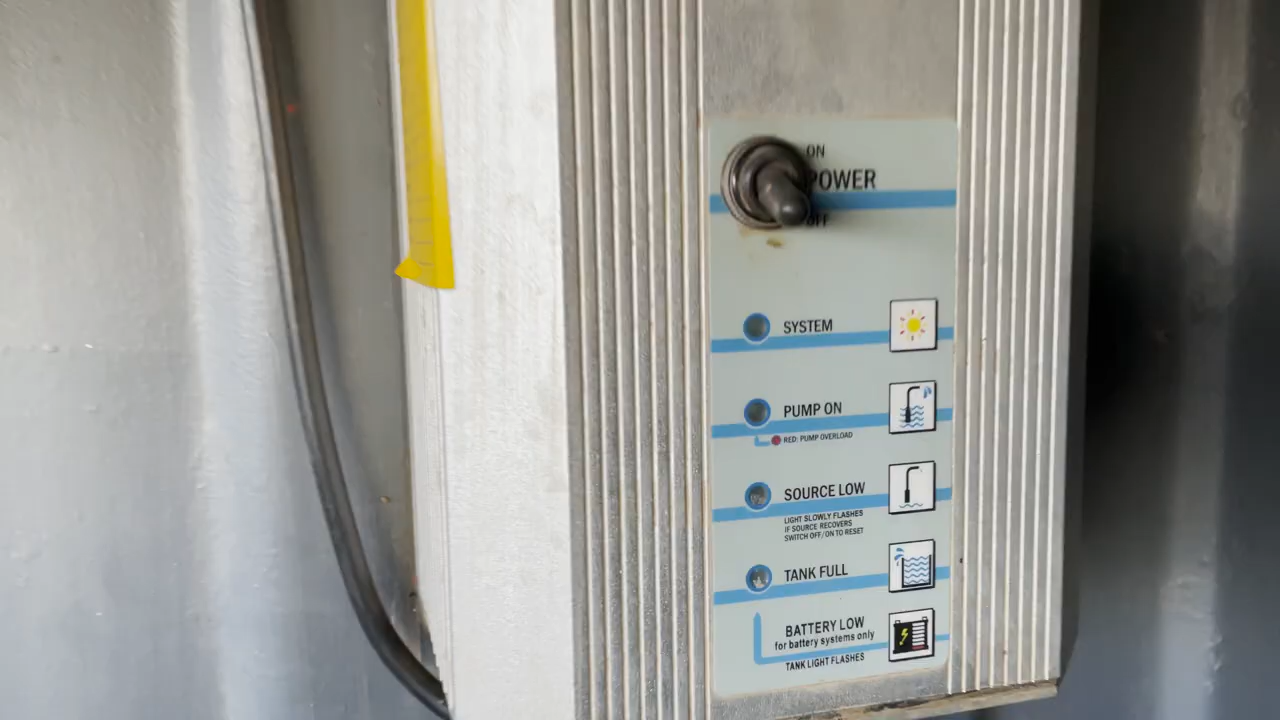 ON
POWER
OFF
SYSTEM
PUMP ON
RED: PUMP OVERLOAD
SOURCE LOW
LIGHT SLOWLY FLASHES
IF SOURCE RECOVERS
SWITCH OFF/ON TO RESET
TANK FULL
BATTERY LOW
for battery systems only
TANK LIGHT FLASHES